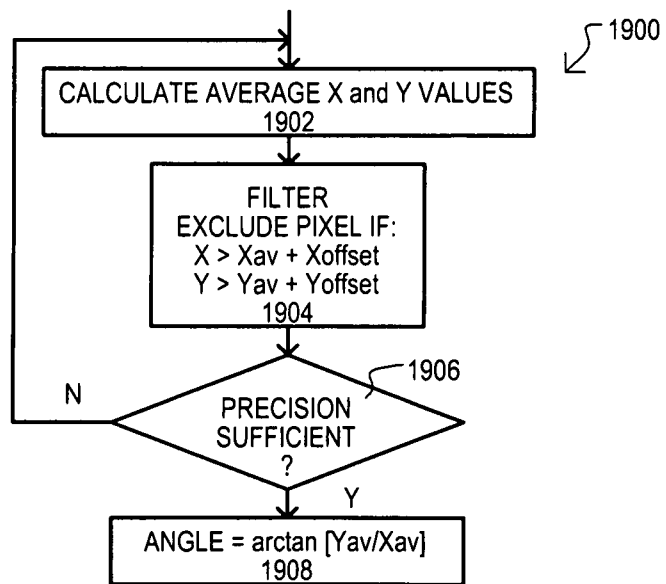 1900
CALCULATE AVERAGE X and Y VALUES
1902
FILTER
EXCLUDE PIXEL IF:
X > Xav + Xoffset
Y > Yav + Yoffset
1904
1906
N
PRECISION
SUFFICIENT
?
Y
ANGLE = arctan [Yav/Xav]
1908